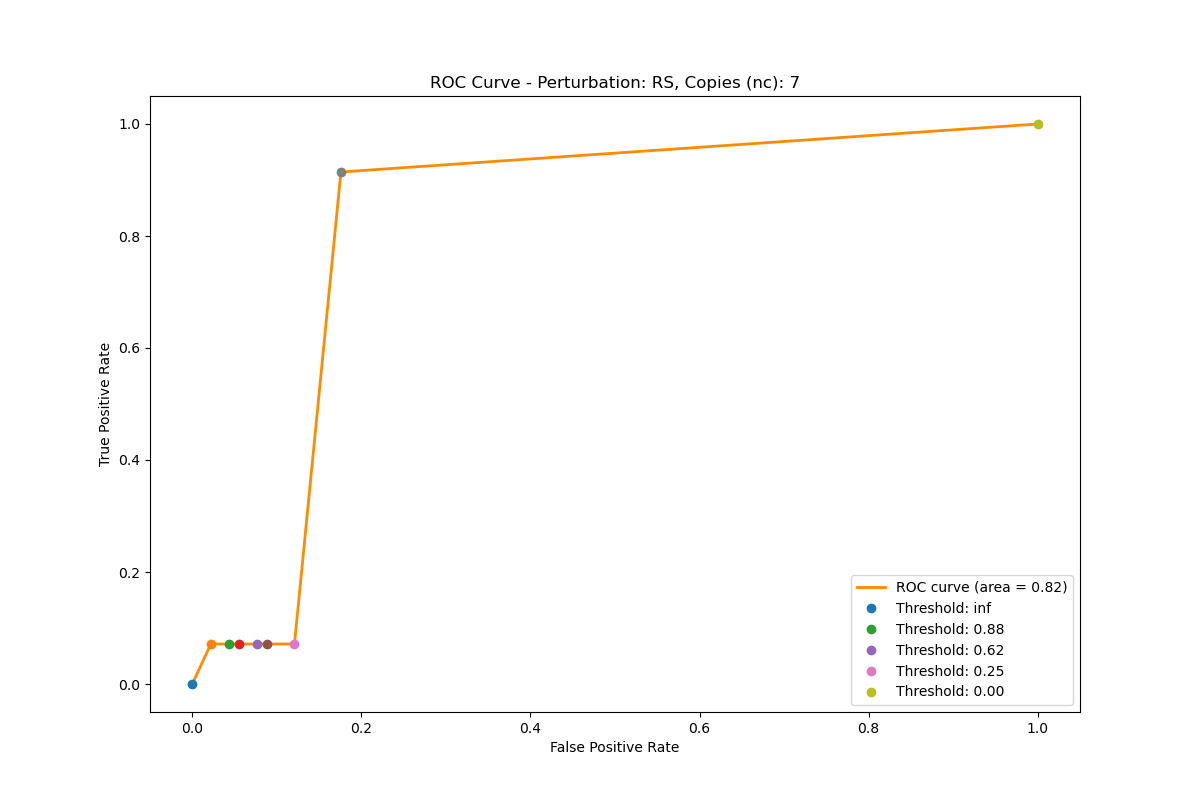 ROC Curve - Perturbation: RS, Copies (nc): 7
True Positive Rate
1.0
0.8
0.6
0.4
0.2
0.0
ROC curve (area = 0.82)
Threshold: inf
Threshold: 0.88
Threshold: 0.62
Threshold: 0.25
Threshold: 0.00
0.0 0.2 0.4 0.6 0.8 1.0
False Positive Rate